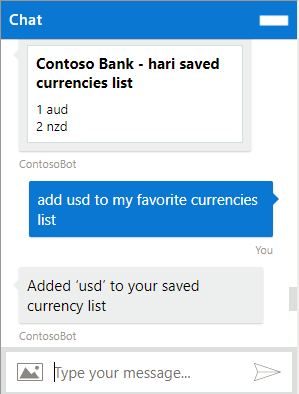 Chat
Contoso Bank - hari saved
currencies list
1 aud
2 nzd
ContosoBot
add usd to my favorite currencies
list
You
Added ‘usd’ to your saved
currency list
ContosoBot
Type your message...